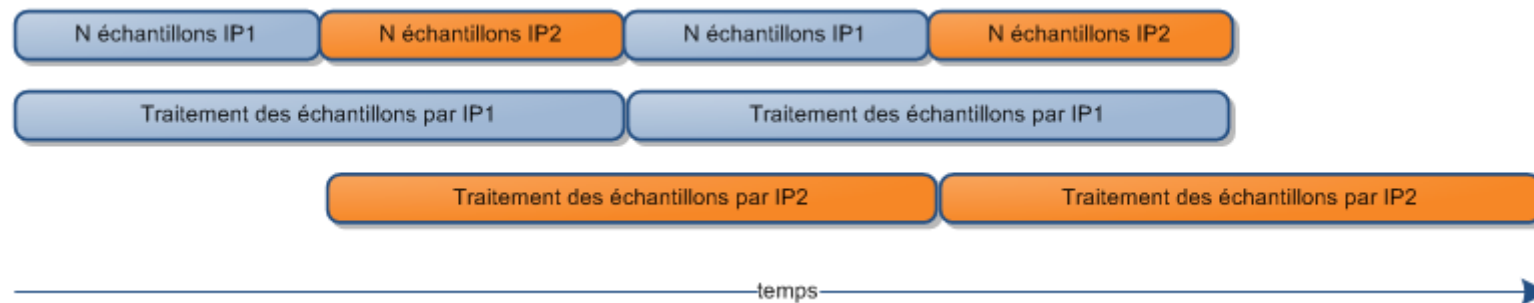 N échantillons IP1
N échantillons IP2
N échantillons IP1
N échantillons IP2
Traitement des échantillons par IP1
Traitement des échantillons par IP1
Traitement des échantillons par IP2
Traitement des échantillons par IP2
temps